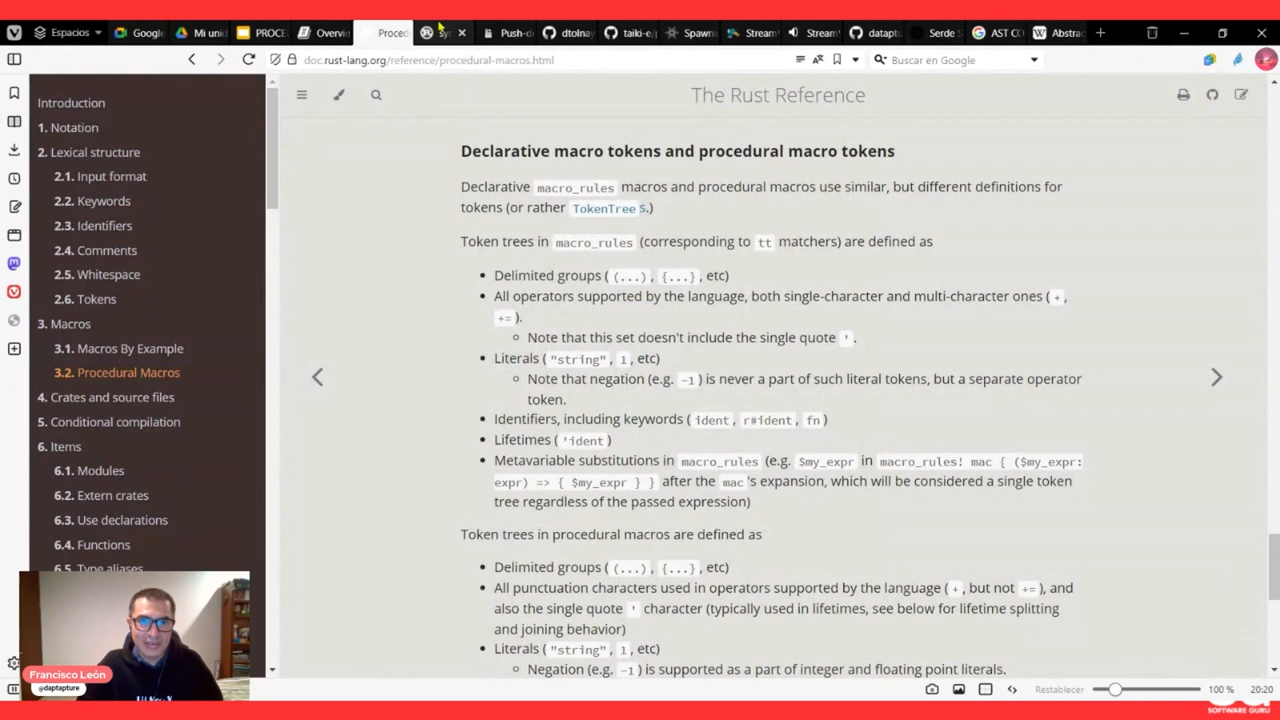 Espacios
Google
Mi uni
PROCE
Overvie
Proced
sy
Push-d
dtolnay
taiki-e/
Spawni
Stream
Stream
datapt
Serde S
AST CO
Abstrac
doc.rust-lang.org/reference/procedural-macros.html
Buscar en Google
Introduction
1. Notation
2. Lexical structure
2.1. Input format
2.2. Keywords
2.3. Identifiers
2.4. Comments
2.5. Whitespace
2.6. Tokens
3. Macros
3.1. Macros By Example
3.2. Procedural Macros
4. Crates and source files
5. Conditional compilation
6. Items
6.1. Modules
6.2. Extern crates
6.3. Use declarations
6.4. Functions
6.5. Type aliases
The Rust Reference
Declarative macro tokens and procedural macro tokens
Declarative macro_rules macros and procedural macros use similar, but different definitions for
tokens (or rather TokenTree s.)
Token trees in macro_rules (corresponding to tt matchers) are defined as
• Delimited groups ( (...) , {...} , etc)
• All operators supported by the language, both single-character and multi-character ones ( + ,
+= ).
○ Note that this set doesn't include the single quote ' .
• Literals ( "string" , 1 , etc)
○ Note that negation (e.g. -1 ) is never a part of such literal tokens, but a separate operator
token.
• Identifiers, including keywords ( ident , r#ident , fn )
• Lifetimes ( 'ident )
• Metavariable substitutions in macro_rules (e.g. $my_expr in macro_rules! mac { ($my_expr:
expr) => { $my_expr } } after the mac 's expansion, which will be considered a single token
tree regardless of the passed expression)
Token trees in procedural macros are defined as
• Delimited groups ( (...) , {...} , etc)
• All punctuation characters used in operators supported by the language ( + , but not += ), and
also the single quote ' character (typically used in lifetimes, see below for lifetime splitting
and joining behavior)
• Literals ( "string" , 1 , etc)
○ Negation (e.g. -1 ) is supported as a part of integer and floating point literals.
Francisco León
@daptapture
Restablecer
100 %
20:20
SOFTWARE GURU